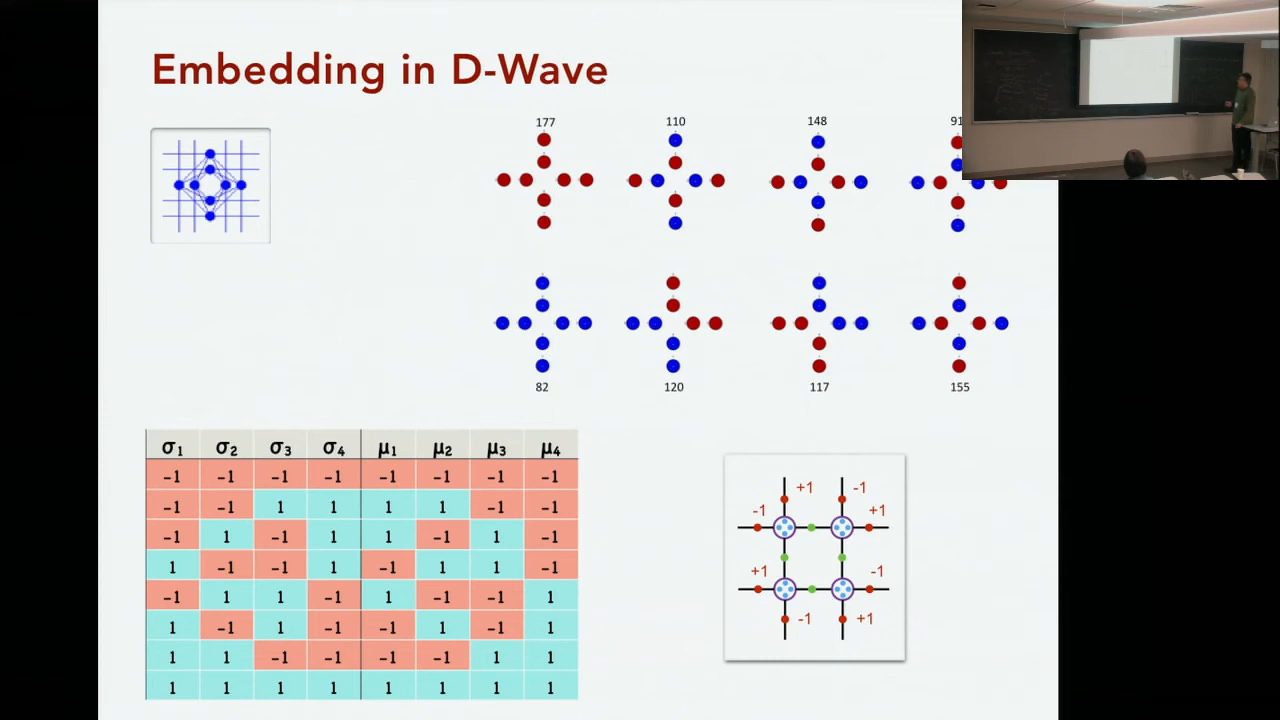 Embedding in D-Wave
177 110 148 91
82 120 117 155
σ1 σ2 σ3 σ4 μ1 μ2 μ3 μ4
-1 -1 -1 -1 -1 -1 -1 -1
-1 -1 1 1 1 1 -1 -1
-1 1 -1 1 1 -1 1 -1
1 -1 -1 1 -1 1 1 -1
-1 1 1 -1 1 -1 -1 1
1 -1 1 -1 -1 1 -1 1
1 1 -1 -1 -1 -1 1 1
1 1 1 1 1 1 1 1
+1 -1
-1 +1
+1 -1
-1 +1